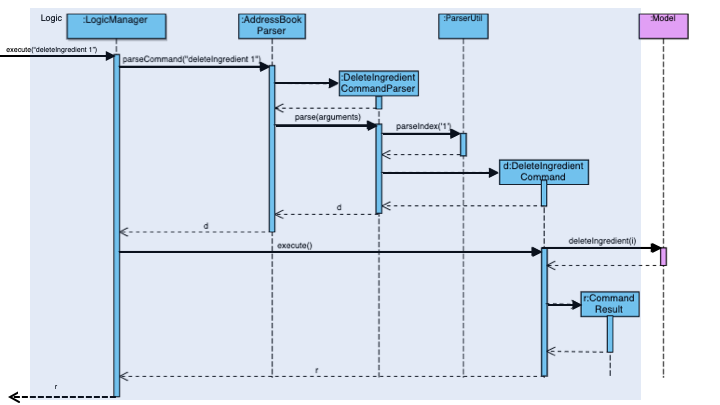 Logic
:LogicManager
:AddressBook
Parser
:ParserUtil
:Model
execute("deleteIngredient 1")
parseCommand("deleteIngredient 1")
:DeleteIngredient
CommandParser
parse(arguments)
parseIndex("1")
d:DeleteIngredient
Command
d
d
execute()
deleteIngredient(i)
r:Command
Result
r
r